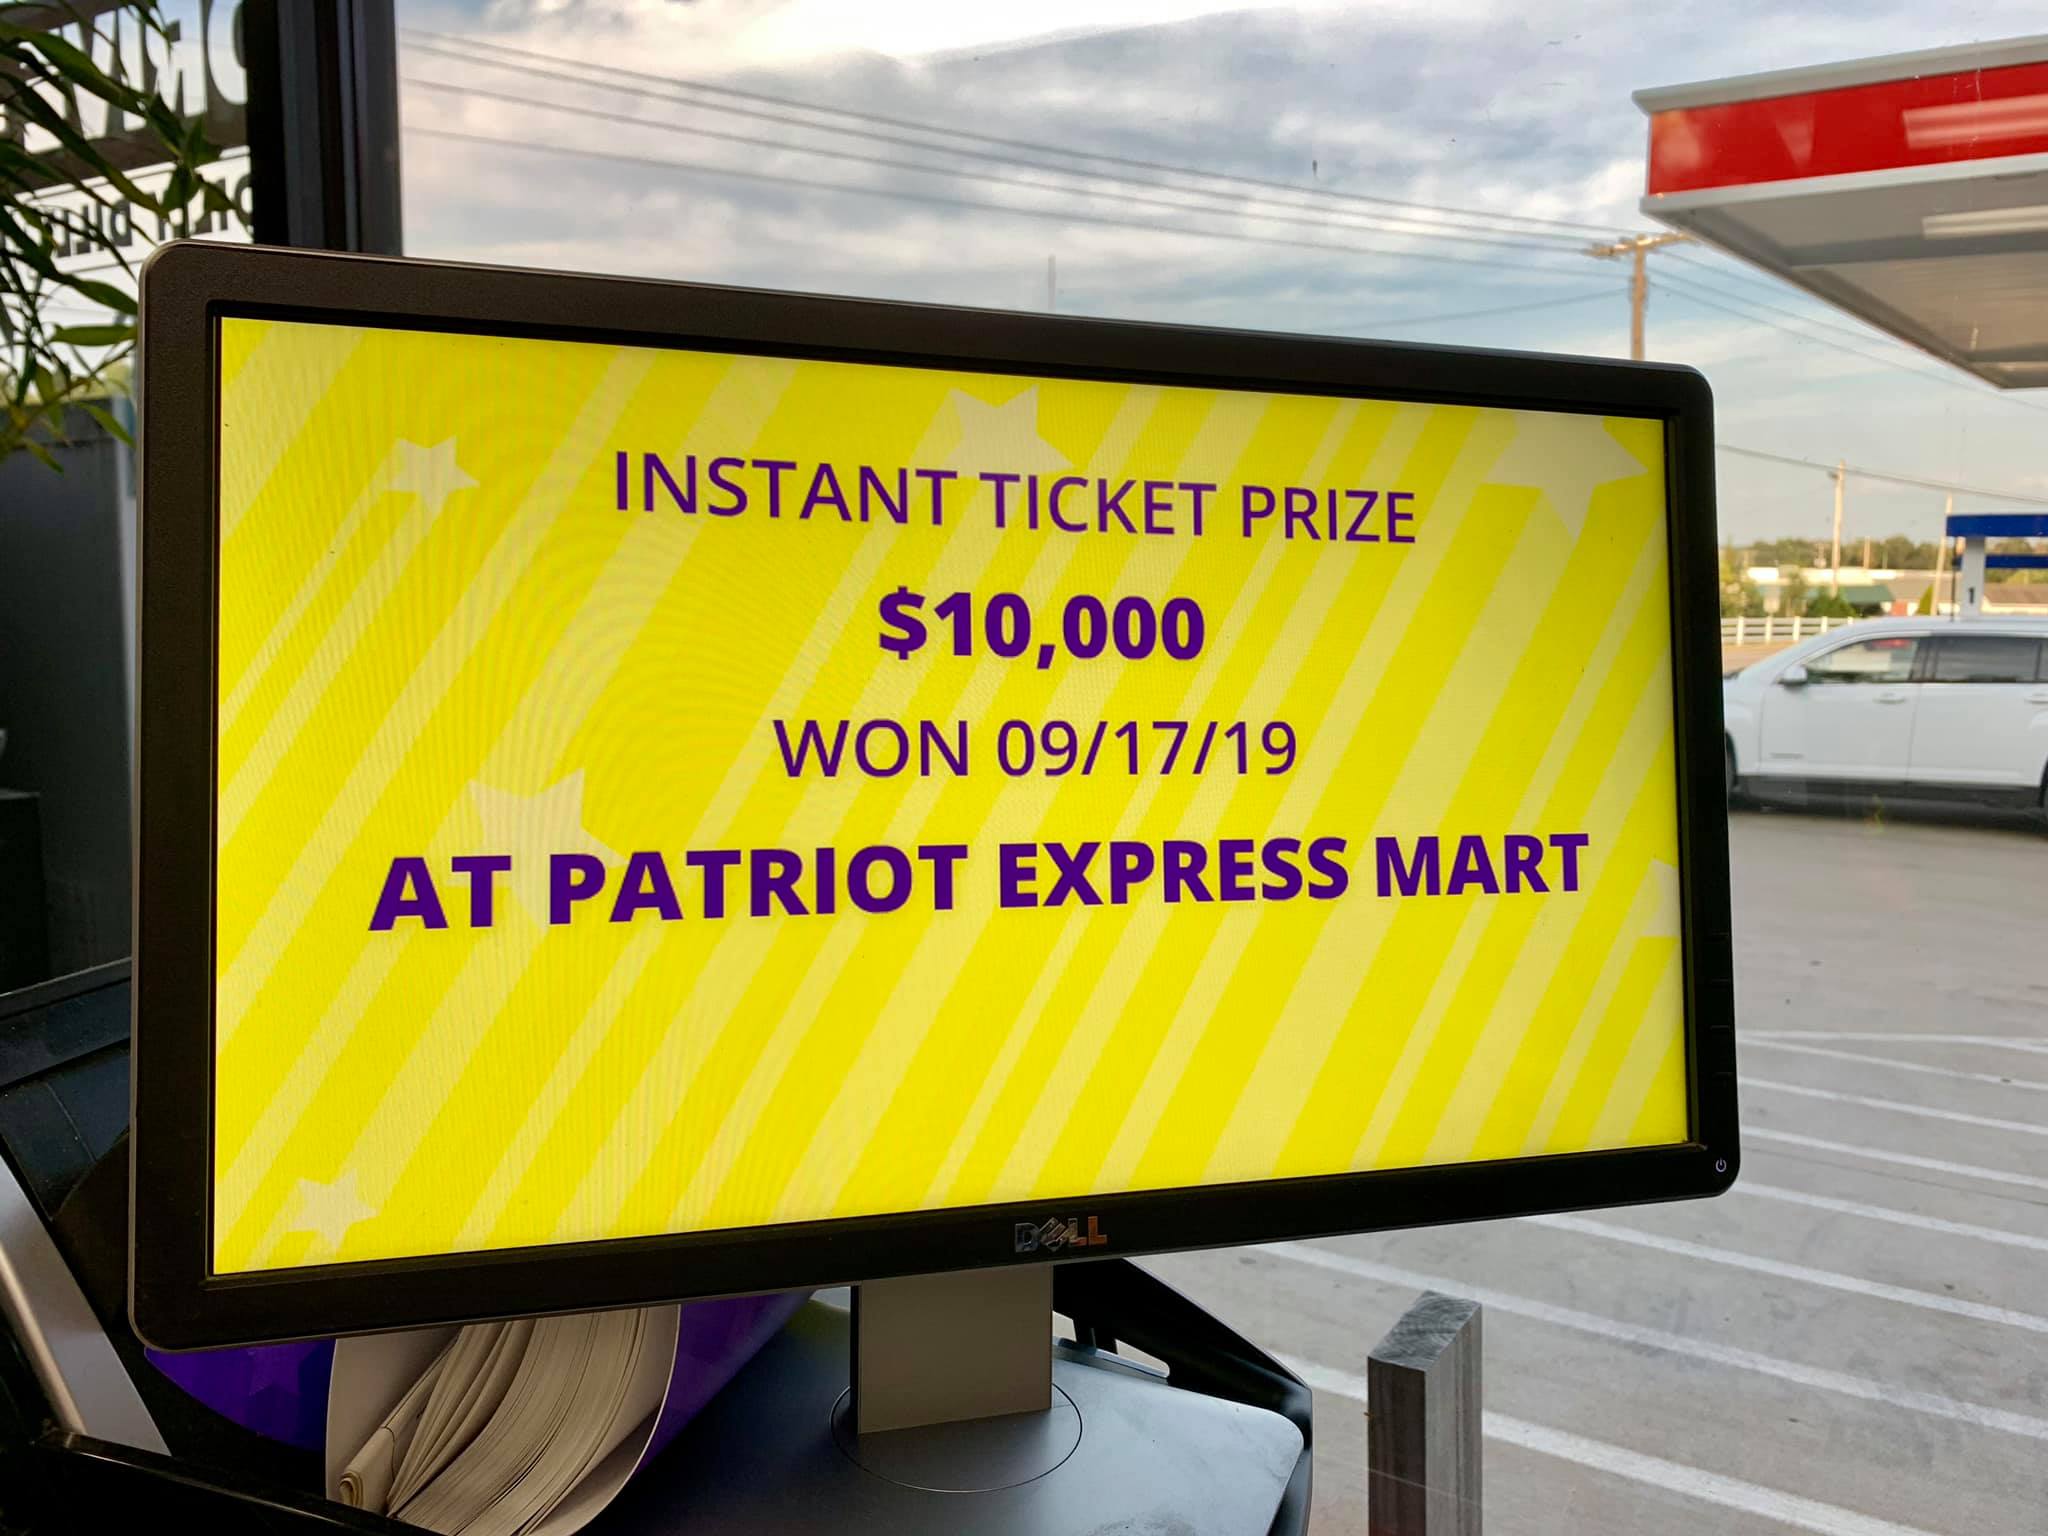 INSTANT TICKET PRIZE
$10,000
WON 09/17/19
AT PATRIOT EXPRESS MART
DELL